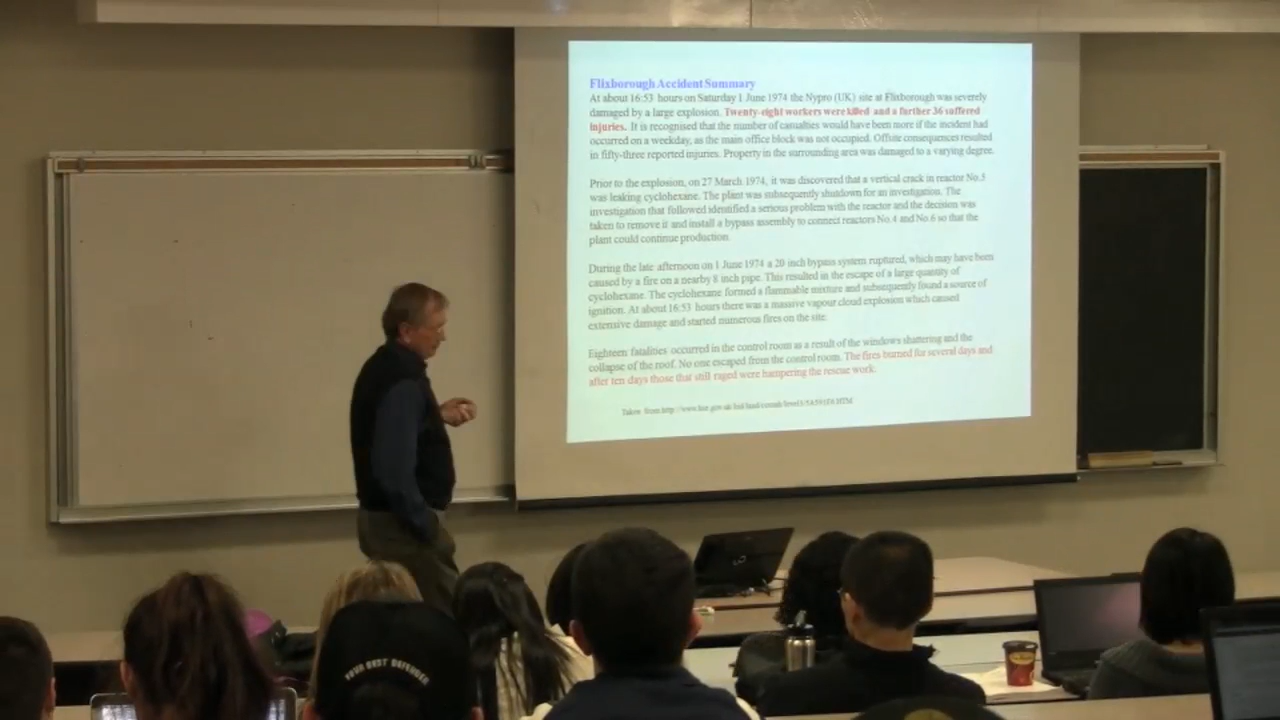 Flixborough Accident Summary
At about 16:53 hours on Saturday 1 June 1974 the Nypro (UK) site at Flixborough was severely
damaged by a large explosion. Twenty-eight workers were killed and a further 36 suffered
injuries. It is recognised that the number of casualties would have been more if the incident had
occurred on a weekday, as the main office block was not occupied. Offsite consequences resulted
in fifty-three reported injuries. Property in the surrounding area was damaged to a varying degree.
Prior to the explosion, on 27 March 1974, it was discovered that a vertical crack in reactor No.5
was leaking cyclohexane. The plant was subsequently shutdown for an investigation. The
investigation that followed identified a serious problem with the reactor and the decision was
taken to remove it and install a bypass assembly to connect reactors No.4 and No.6 so that the
plant could continue production.
During the late afternoon on 1 June 1974 a 20 inch bypass system ruptured, which may have been
caused by a fire on a nearby 8 inch pipe. This resulted in the escape of a large quantity of
cyclohexane. The cyclohexane formed a flammable mixture and subsequently found a source of
ignition. At about 16:53 hours there was a massive vapour cloud explosion which caused
extensive damage and started numerous fires on the site.
Eighteen fatalities occurred in the control room as a result of the windows shattering and the
collapse of the roof. No one escaped from the control room. The fires burned for several days and
after ten days those that still raged were hampering the rescue work.
Taken from
YOUR BEST DEFENDER